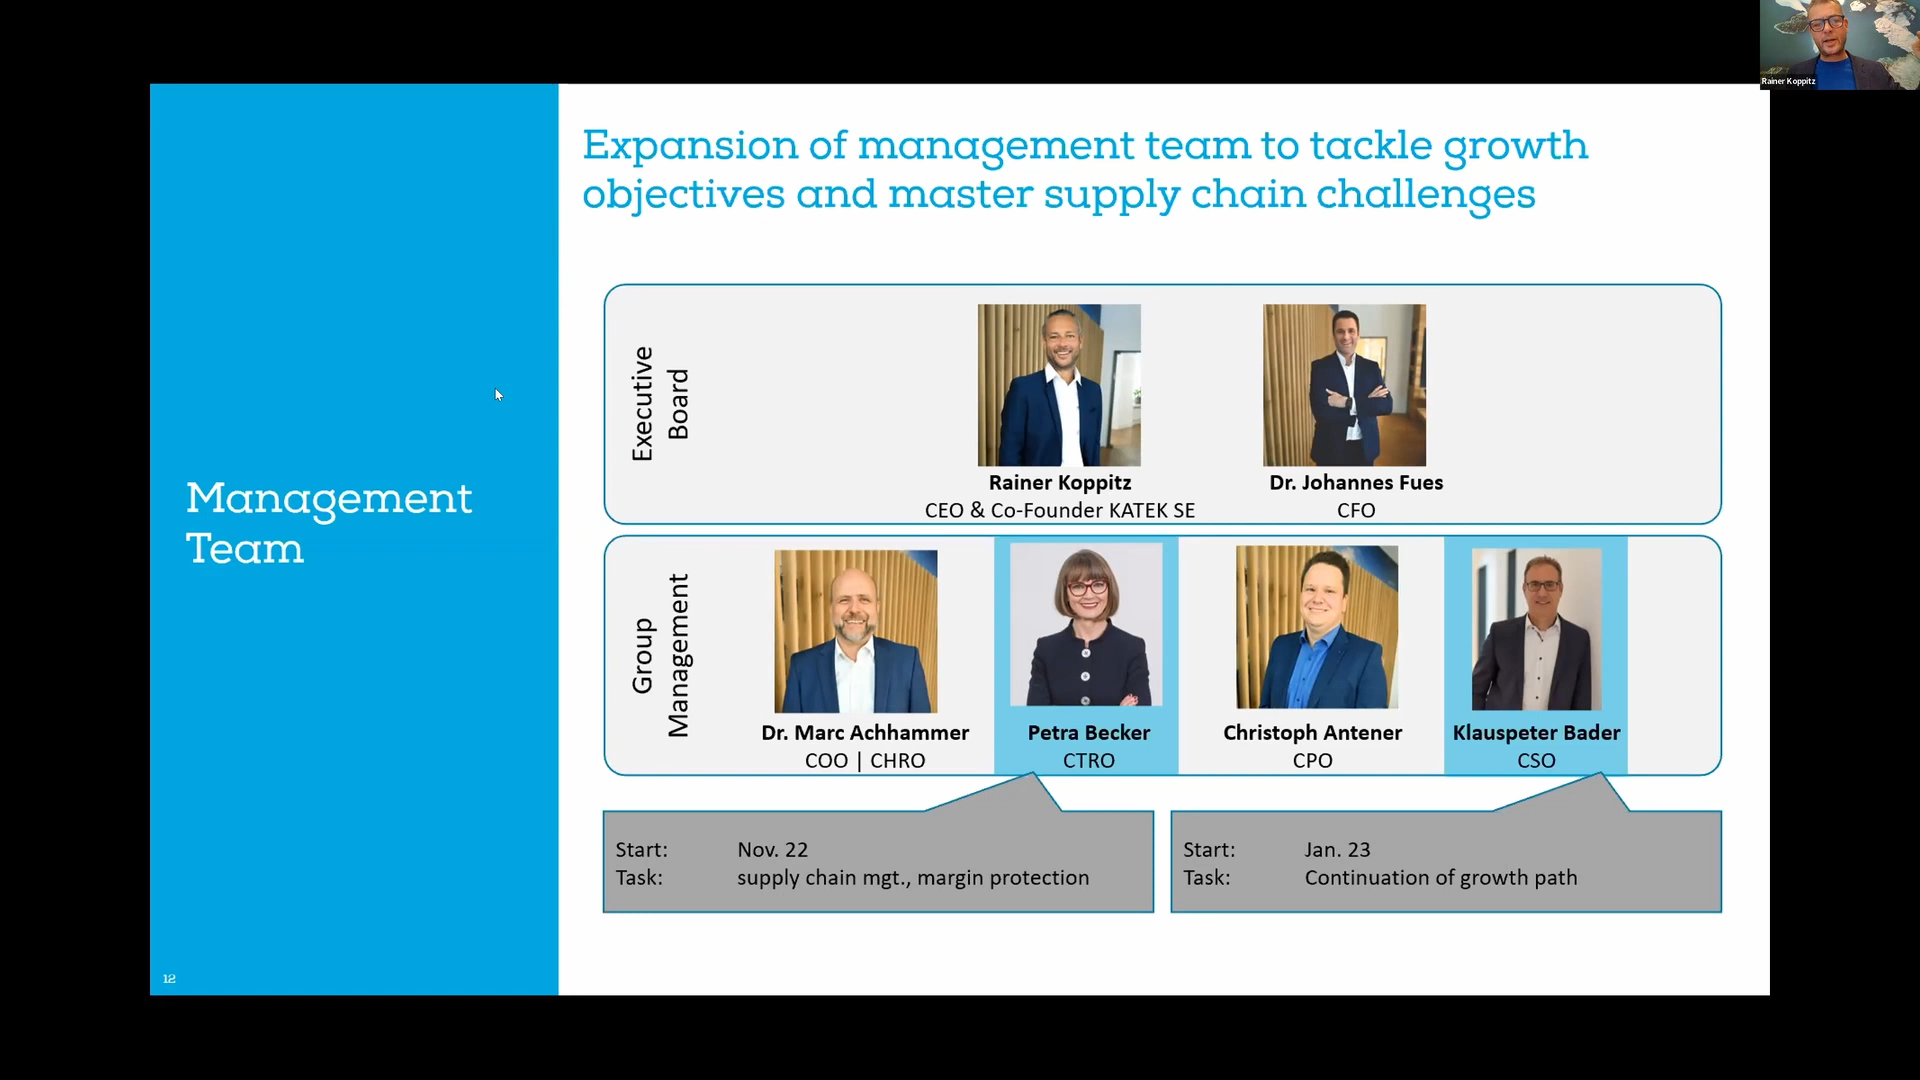 Rainer Koppitz
Expansion of management team to tackle growth
objectives and master supply chain challenges
Management
Team
Executive
Board
Rainer Koppitz
CEO & Co-Founder KATEK SE
Dr. Johannes Fues
CFO
Group
Management
Dr. Marc Achhammer
COO | CHRO
Petra Becker
CTRO
Christoph Antener
CPO
Klauspeter Bader
CSO
Start: Nov. 22
Task: supply chain mgt., margin protection
Start: Jan. 23
Task: Continuation of growth path
12